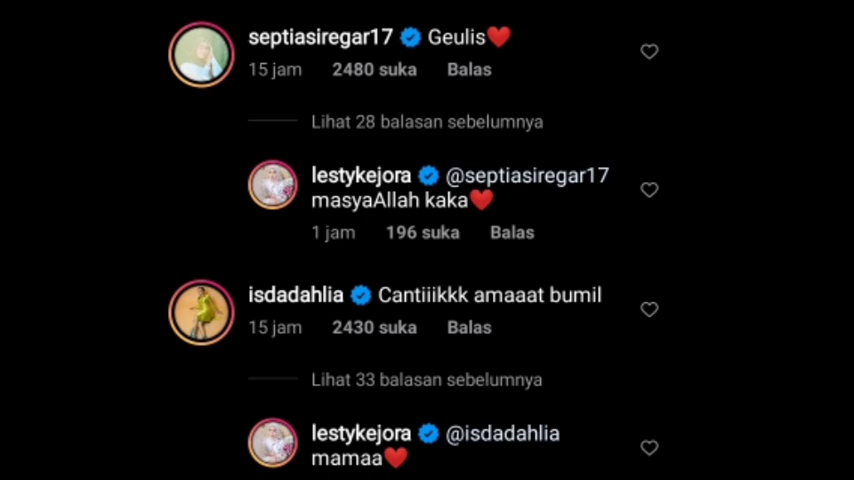 septiasiregar17 Geulis❤️
15 jam 2480 suka Balas
Lihat 28 balasan sebelumnya
lestykejora @septiasiregar17
masyaAllah kaka❤️
1 jam 196 suka Balas
isdadahlia Cantiiikkk amaaat bumil
15 jam 2430 suka Balas
Lihat 33 balasan sebelumnya
lestykejora @isdadahlia
mamaa❤️